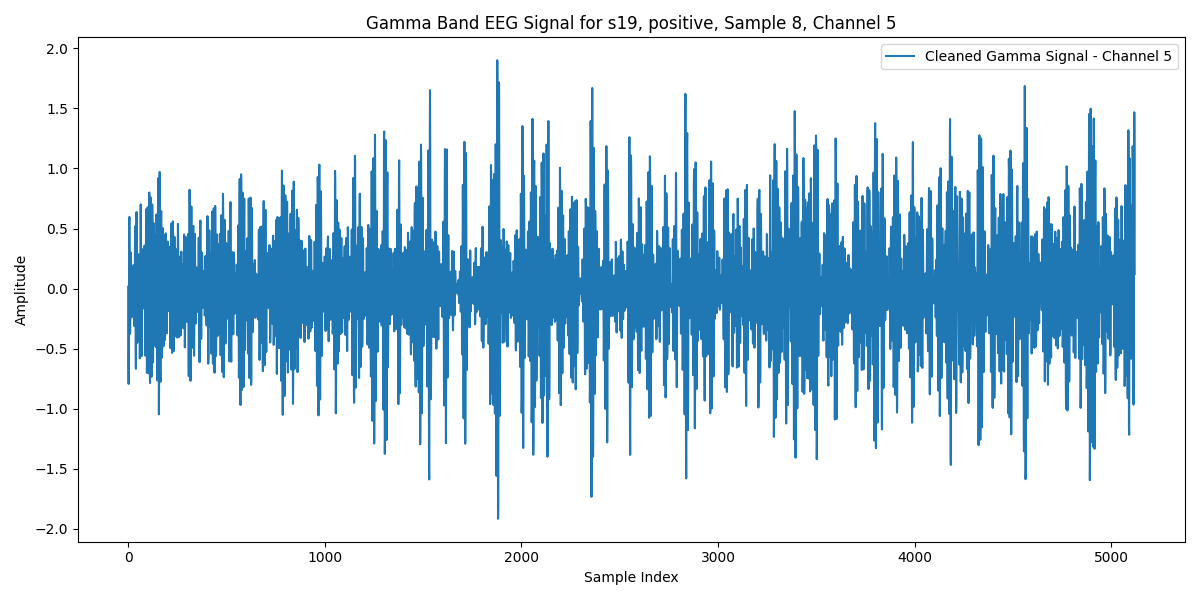 Gamma Band EEG Signal for s19, positive, Sample 8, Channel 5
Cleaned Gamma Signal - Channel 5
Amplitude
2.0
1.5
1.0
0.5
0.0
−0.5
−1.0
−1.5
−2.0
0 1000 2000 3000 4000 5000
Sample Index